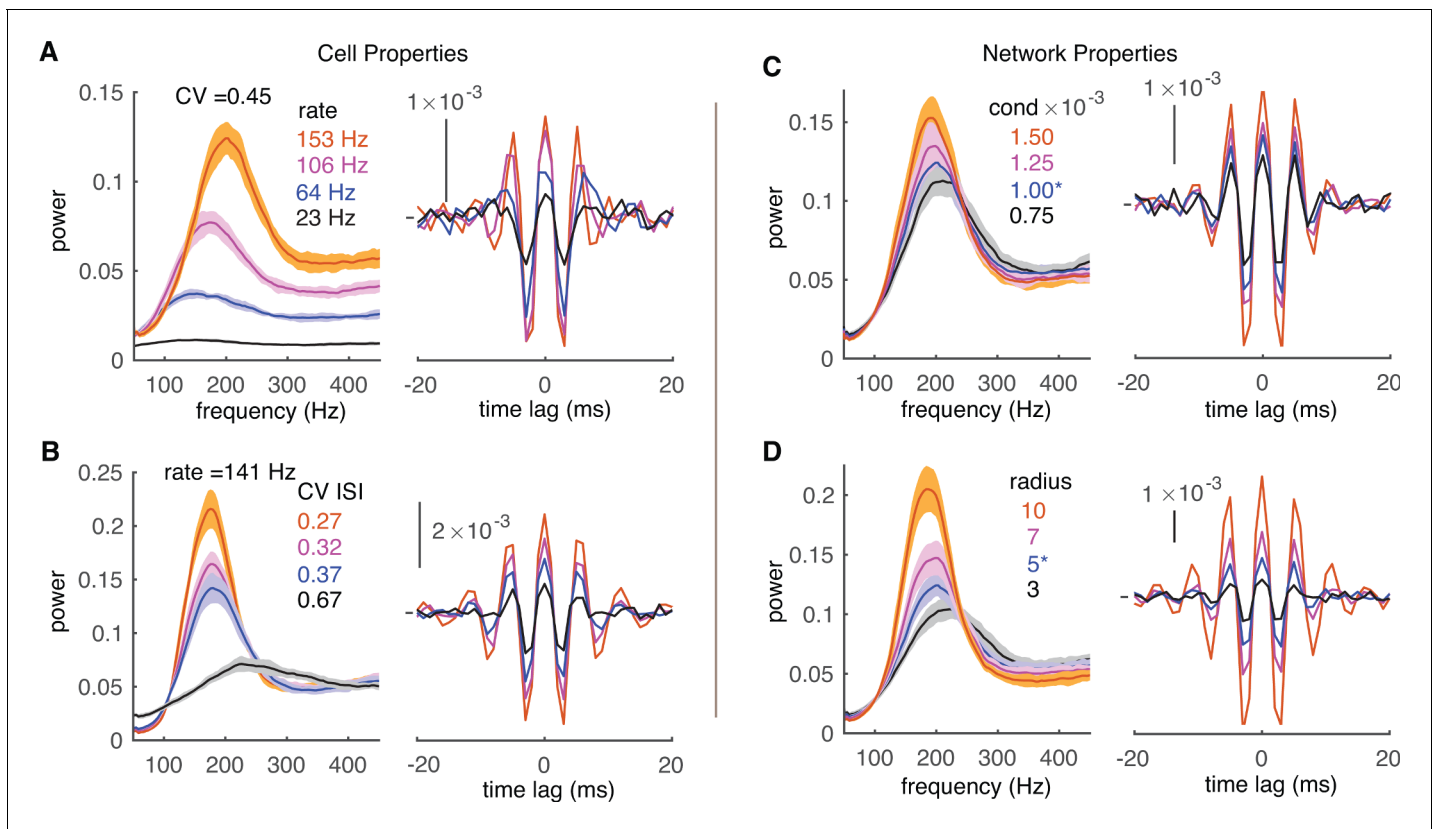 A
Cell Properties
CV =0.45
rate
153 Hz
106 Hz
64 Hz
23 Hz
power
0.15
0.1
0.05
0
100 200 300 400
frequency (Hz)
1×10⁻³
-20 0 20
time lag (ms)
B
rate =141 Hz
CV ISI
0.27
0.32
0.37
0.67
power
0.25
0.2
0.15
0.1
0.05
0
100 200 300 400
frequency (Hz)
2×10⁻³
-20 0 20
time lag (ms)
C
Network Properties
cond ×10⁻³
1.50
1.25
1.00*
0.75
power
0.15
0.1
0.05
0
100 200 300 400
frequency (Hz)
1×10⁻³
-20 0 20
time lag (ms)
D
radius
10
7
5*
3
power
0.2
0.15
0.1
0.05
0
100 200 300 400
frequency (Hz)
1×10⁻³
-20 0 20
time lag (ms)